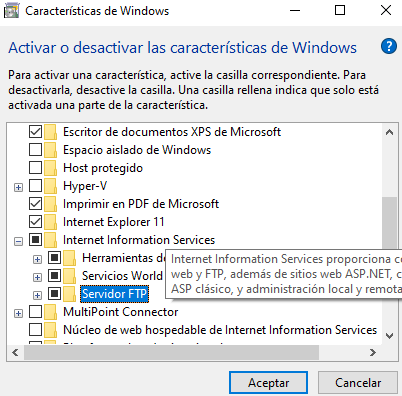 Características de Windows
Activar o desactivar las características de Windows
Para activar una característica, active la casilla correspondiente. Para
desactivarla, desactive la casilla. Una casilla rellena indica que solo está
activada una parte de la característica.
Escritor de documentos XPS de Microsoft
Espacio aislado de Windows
Host protegido
Hyper-V
Imprimir en PDF de Microsoft
Internet Explorer 11
Internet Information Services
Herramientas de
Internet Information Services proporciona
web y FTP, además de sitios web ASP.NET,
Servicios World
ASP clásico, y administración local y remota
Servidor FTP
MultiPoint Connector
Núcleo de web hospedable de Internet Information Services
Aceptar
Cancelar